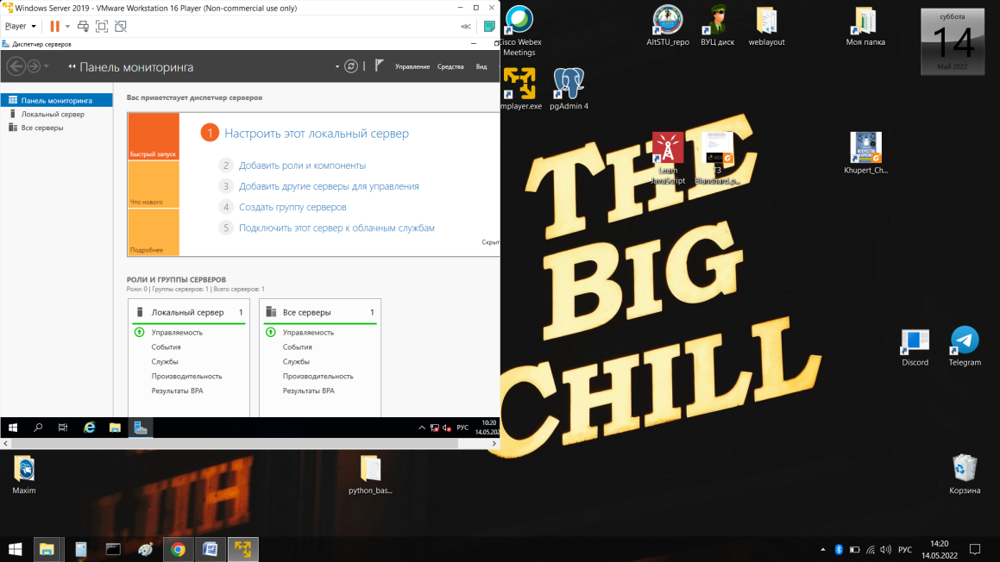 Windows Server 2019 - VMware Workstation 16 Player (Non-commercial use only)
Player
Диспетчер серверов
Панель мониторинга
Управление Средства Вид
Панель мониторинга
Локальный сервер
Все серверы
Вас приветствует диспетчер серверов
Быстрый запуск
Что нового
Подробнее
1 Настроить этот локальный сервер
2 Добавить роли и компоненты
3 Добавить другие серверы для управления
4 Создать группу серверов
5 Подключить этот сервер к облачным службам
Скрыт
РОЛИ И ГРУППЫ СЕРВЕРОВ
Роли: 0 | Группы серверов: 1 | Всего серверов: 1
Локальный сервер 1
Управляемость
События
Службы
Производительность
Результаты BPA
Все серверы 1
Управляемость
События
Службы
Производительность
Результаты BPA
РУС
10:20
14.05.202
isco Webex
Meetings
AltSTU_repo
ВУЦ диск
weblayout
Моя папка
суббота
14
Май 2022
mplayer.exe
pgAdmin 4
Learn
JavaScript
13
Blanchard_p...
Khupert_Ch...
THE
BIG
CHILL
Discord
Telegram
Maxim
python_bas...
Корзина
РУС
14:20
14.05.2022